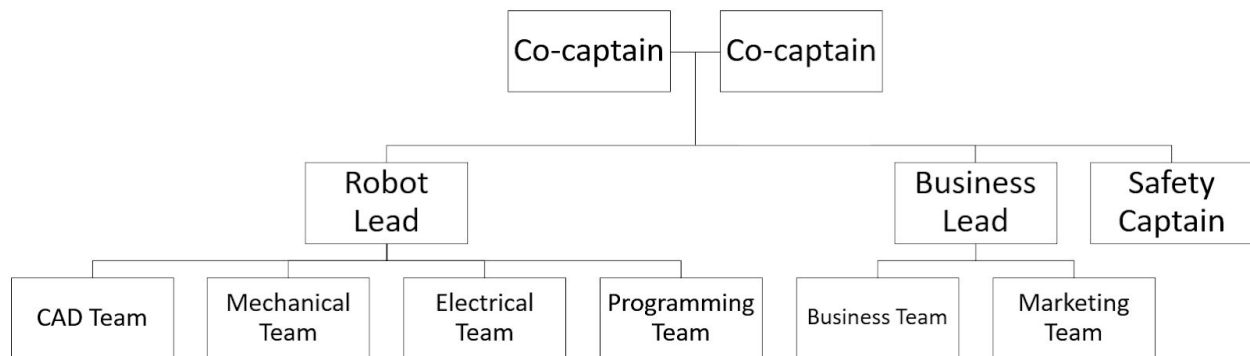 Co-captain
Co-captain
Robot
Lead
Business
Lead
Safety
Captain
CAD Team
Mechanical
Team
Electrical
Team
Programming
Team
Business Team
Marketing
Team